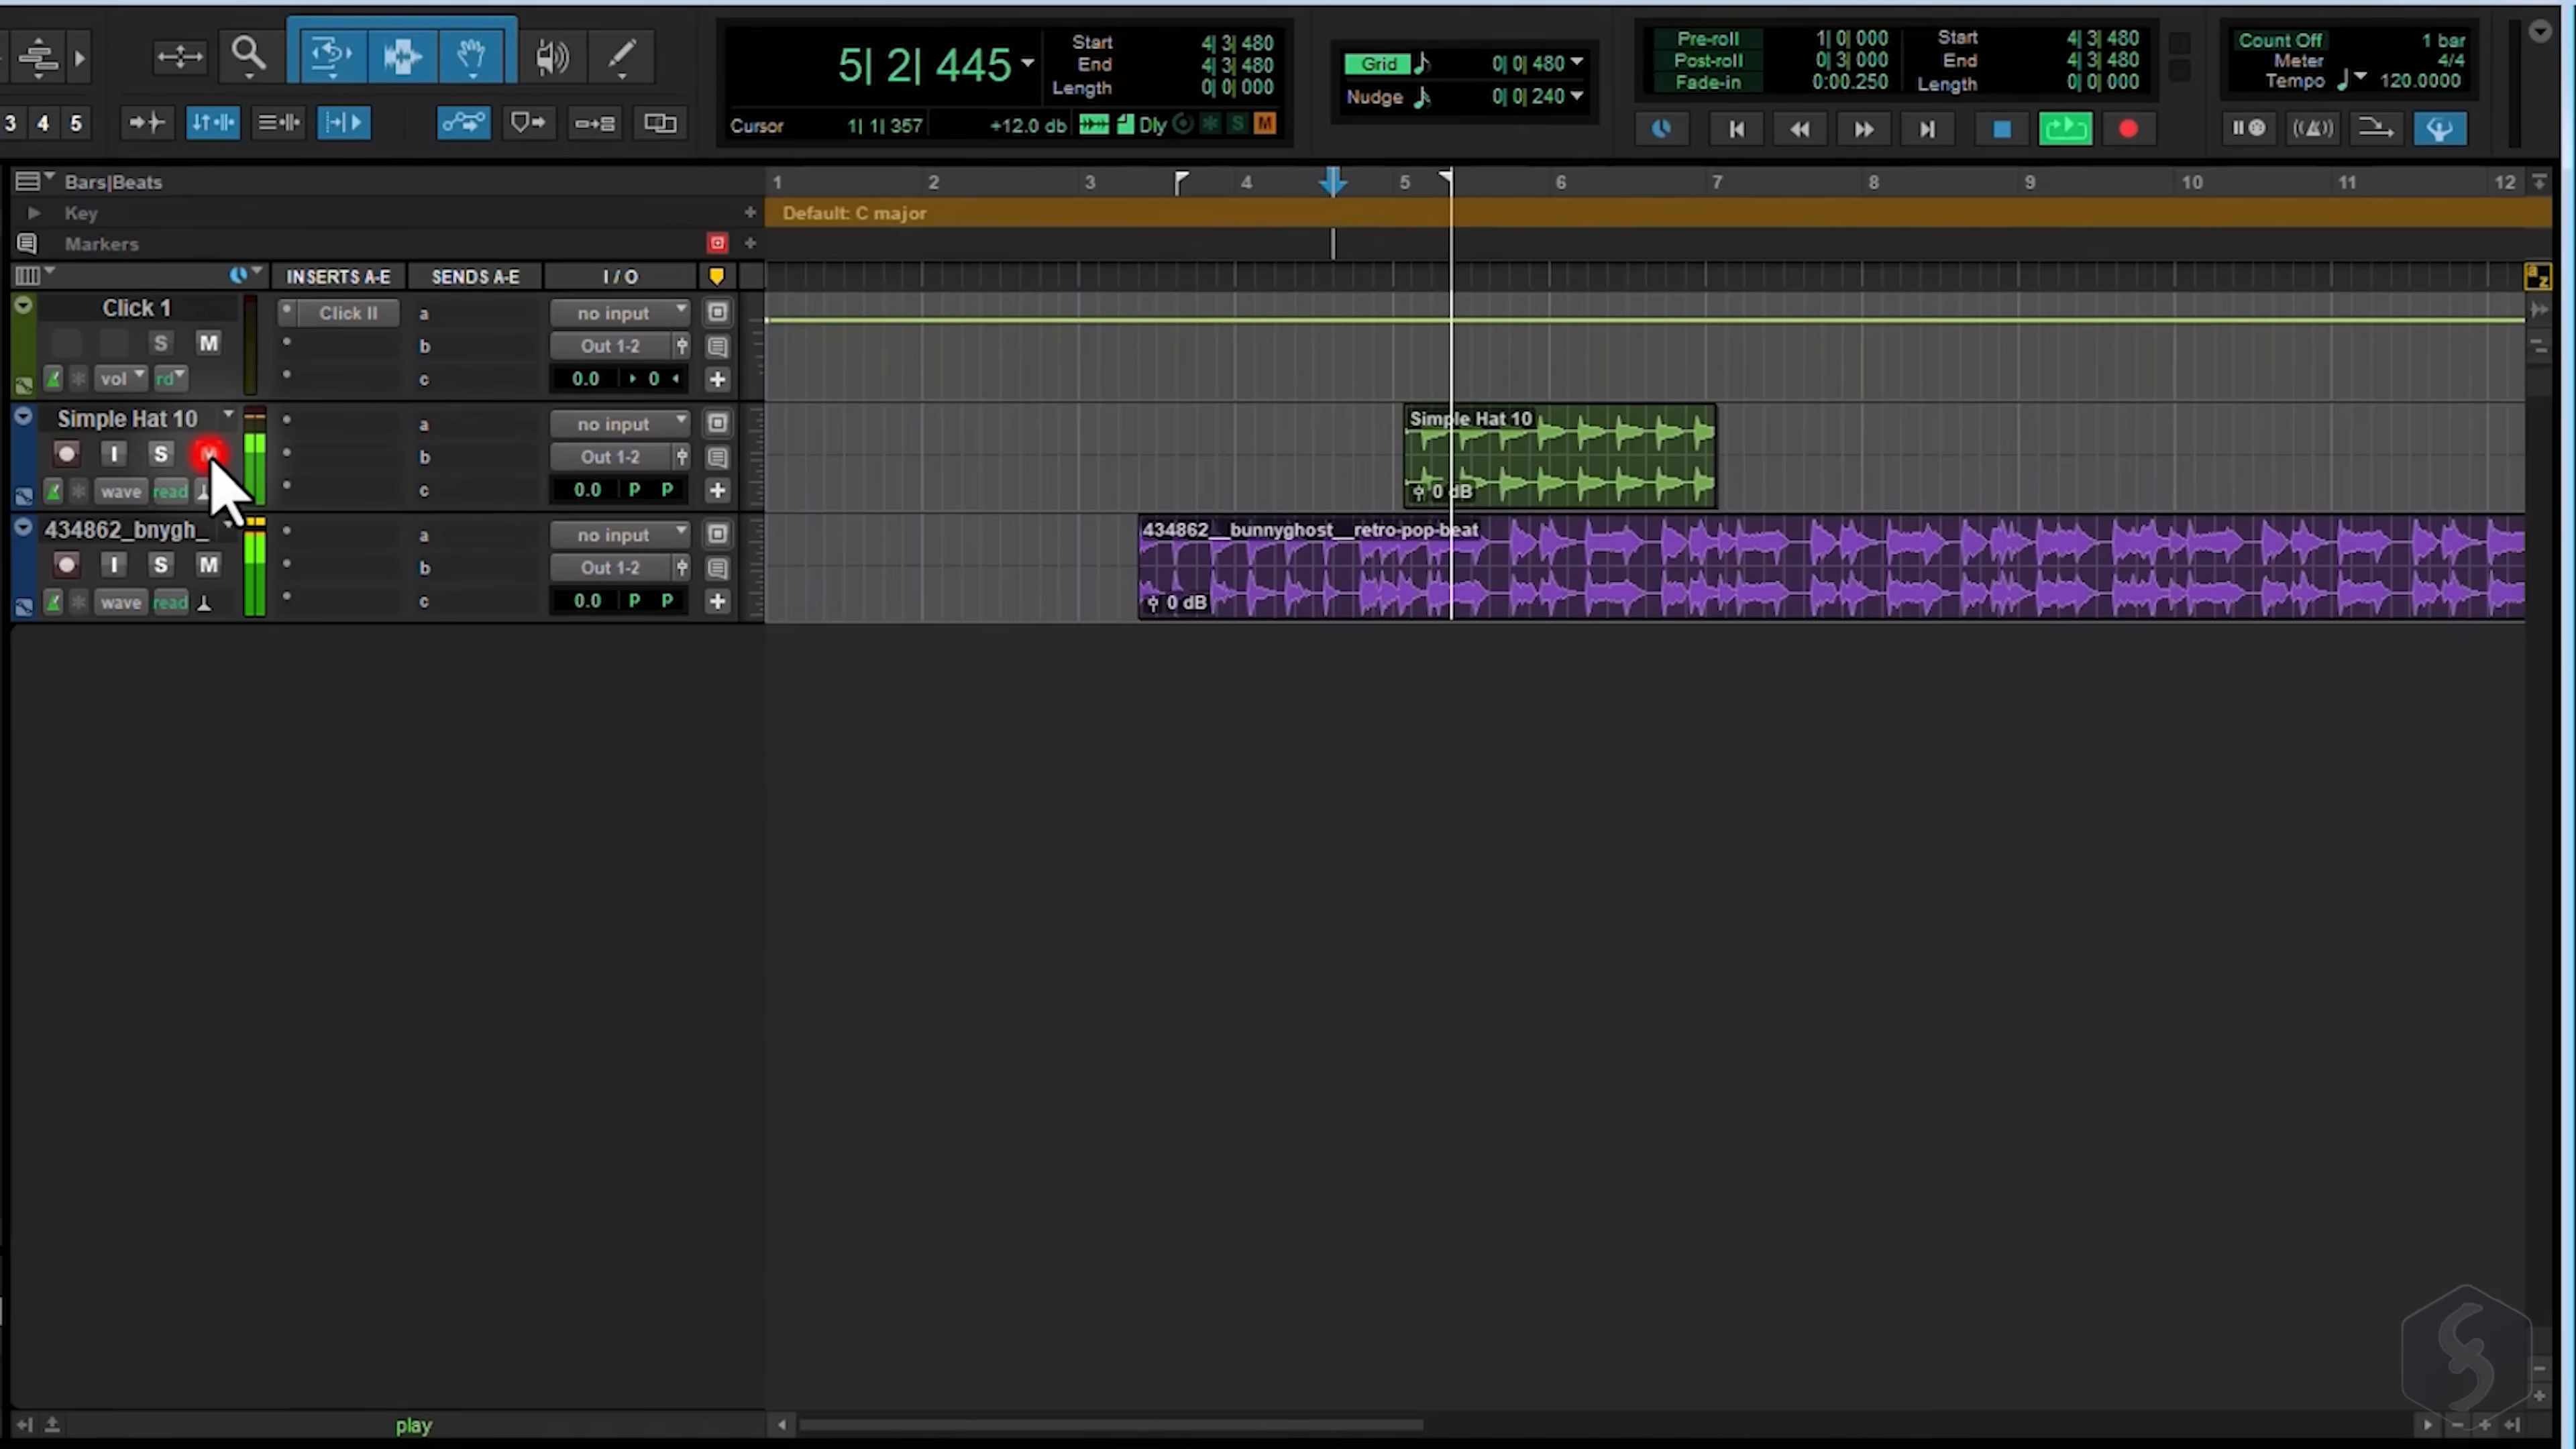 5| 2| 445
Start 4| 3| 480
End 4| 3| 480
Length 0| 0| 000
Grid 0| 0| 480
Nudge 0| 0| 240
Pre-roll 1| 0| 000
Post-roll 0| 3| 000
Fade-in 0:00.250
Start 4| 3| 480
End 4| 3| 480
Length 0| 0| 000
Count Off 1 bar
Meter 4/4
Tempo 120.0000
3 4 5
Cursor 1| 1| 357 +12.0 db Dly S M
Bars|Beats 1 2 3 4 5 6 7 8 9 10 11 12
Key Default: C major
Markers
INSERTS A-E SENDS A-E I / O
a z
Click 1 Click II a no input
S M b Out 1-2
vol rd c 0.0 0
Simple Hat 10 a no input Simple Hat 10
I S M b Out 1-2
wave read c 0.0 P P 0 dB
434862_bnygh_ a no input 434862__bunnyghost__retro-pop-beat
I S M b Out 1-2
wave read c 0.0 P P 0 dB
play